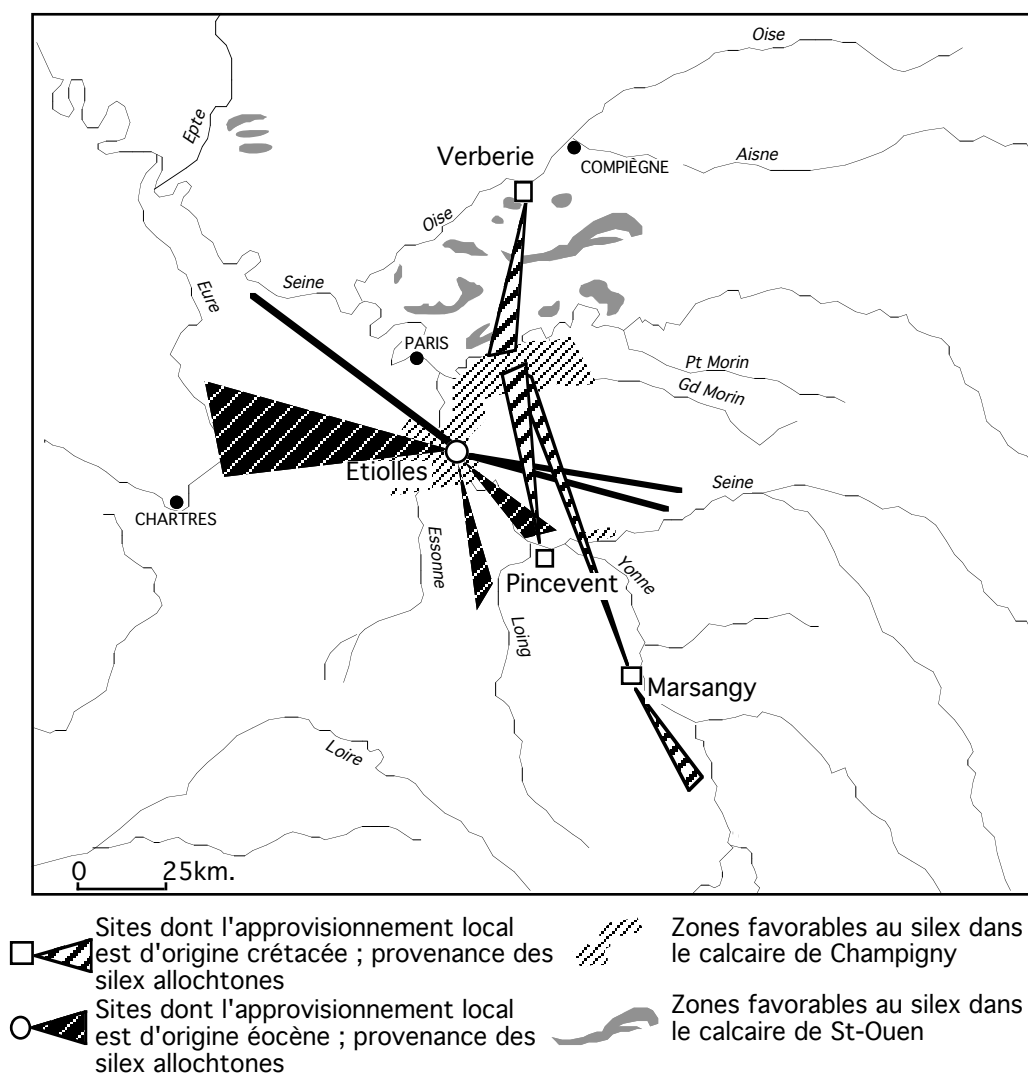 Oise
Epte
Verberie
COMPIÈGNE
Aisne
Oise
Eure
Seine
PARIS
Pt Morin
Gd Morin
Etiolles
Seine
CHARTRES
Essonne
Yonne
Pincevent
Loing
Marsangy
Loire
0 25km.
Sites dont l'approvisionnement local
est d'origine crétacée ; provenance des
silex allochtones
Zones favorables au silex dans
le calcaire de Champigny
Sites dont l'approvisionnement local
est d'origine éocène ; provenance des
silex allochtones
Zones favorables au silex dans
le calcaire de St-Ouen